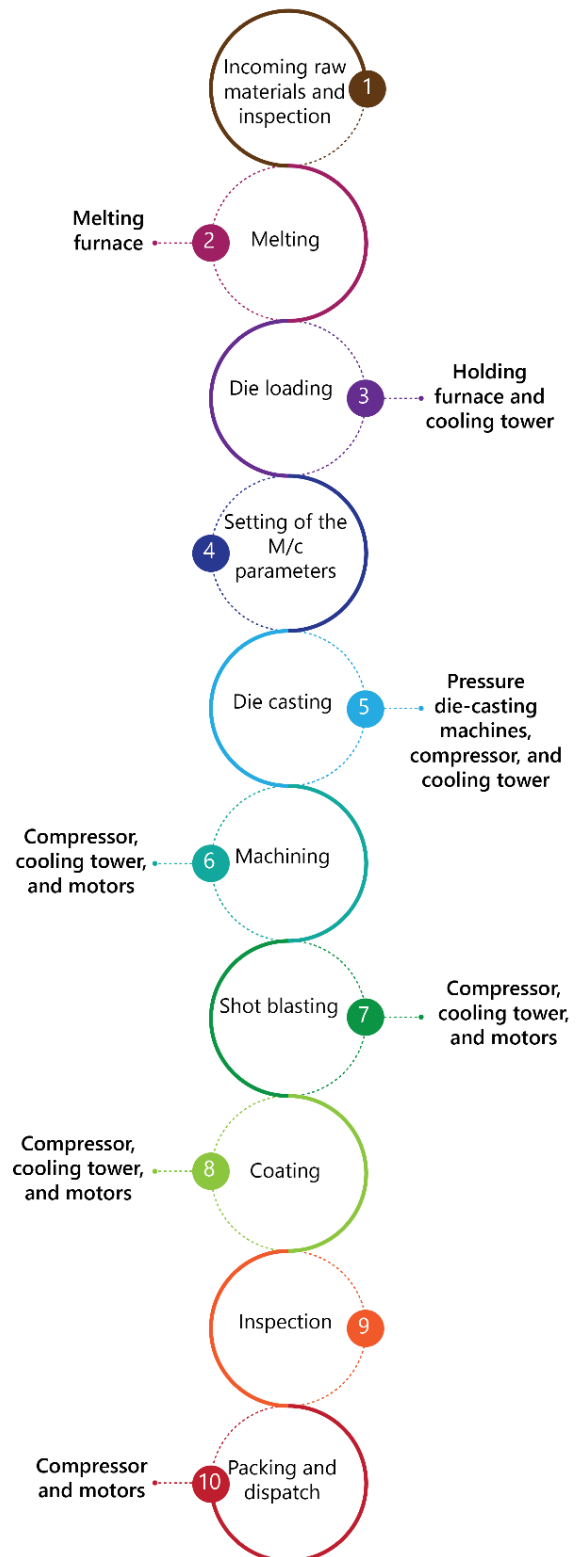 Incoming raw
materials and
inspection
1
Melting
furnace
2
Melting
Die loading
3
Holding
furnace and
cooling tower
4
Setting of the
M/c
parameters
Die casting
5
Pressure
die-casting
machines,
compressor, and
cooling tower
Compressor,
cooling tower,
and motors
6
Machining
Shot blasting
7
Compressor,
cooling tower,
and motors
Compressor,
cooling tower,
and motors
8
Coating
Inspection
9
Compressor
and motors
10
Packing and
dispatch